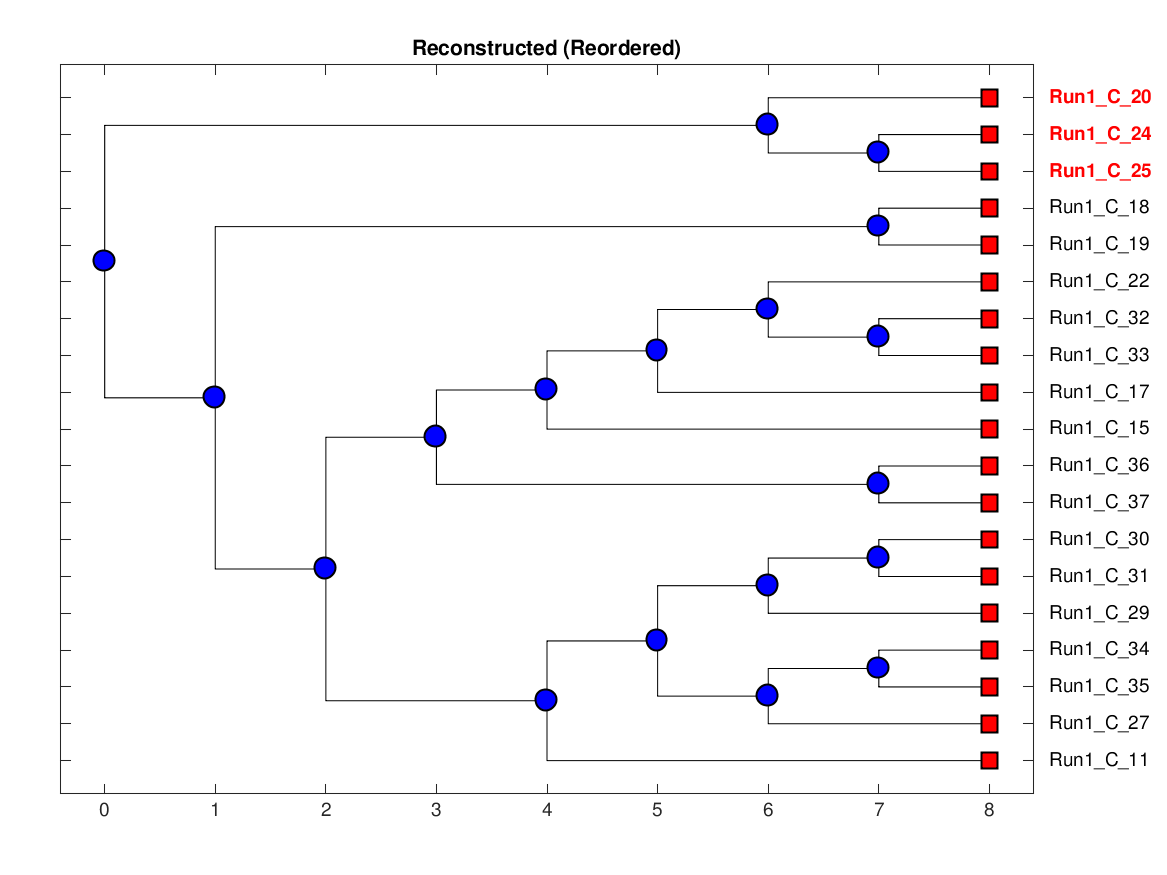 Reconstructed (Reordered)
Run1_C_20
Run1_C_24
Run1_C_25
Run1_C_18
Run1_C_19
Run1_C_22
Run1_C_32
Run1_C_33
Run1_C_17
Run1_C_15
Run1_C_36
Run1_C_37
Run1_C_30
Run1_C_31
Run1_C_29
Run1_C_34
Run1_C_35
Run1_C_27
Run1_C_11
0 1 2 3 4 5 6 7 8